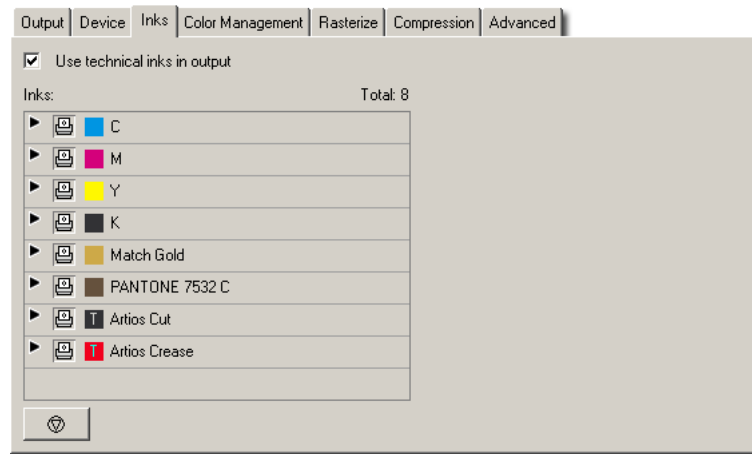 Output Device Inks Color Management Rasterize Compression Advanced
Use technical inks in output
Inks: Total: 8
C
M
Y
K
Match Gold
PANTONE 7532 C
T Artios Cut
T Artios Crease